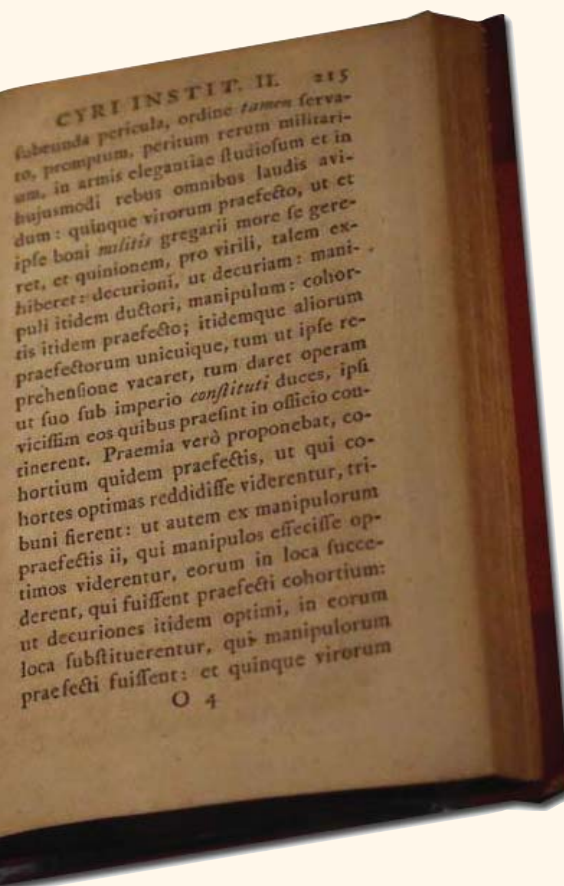 CYRI INSTIT. II. 215
ſubeunda pericula, ordine tamen ſerva-
to, promptum, peritum rerum militari-
um, in armis elegantiae ſtudioſum et in
hujusmodi rebus omnibus laudis avi-
dum: quinque virorum praefecto, ut et
ipſe boni militis gregarii more ſe gere-
ret, et quinionem, pro virili, talem ex-
hiberet: decurioni, ut decuriam: mani-
puli itidem ductori, manipulum: cohor-
tis itidem praefecto; itidemque aliorum
praefectorum unicuique, tum ut ipſe re-
prehenſione vacaret, tum daret operam
ut ſuo ſub imperio conſtituti duces, ipſi
viciſſim eos quibus praeſint in officio con-
tinerent. Praemia verò proponebat, co-
hortium quidem praefectis, ut qui co-
hortes optimas reddidiſſe viderentur, tri-
buni fierent: ut autem ex manipulorum
praefectis ii, qui manipulos effeciſſe op-
timos viderentur, eorum in loca ſucce-
derent, qui fuiſſent praefecti cohortium:
ut decuriones itidem optimi, in eorum
loca ſubſtituerentur, qui manipulorum
praefecti fuiſſent: et quinque virorum
O 4